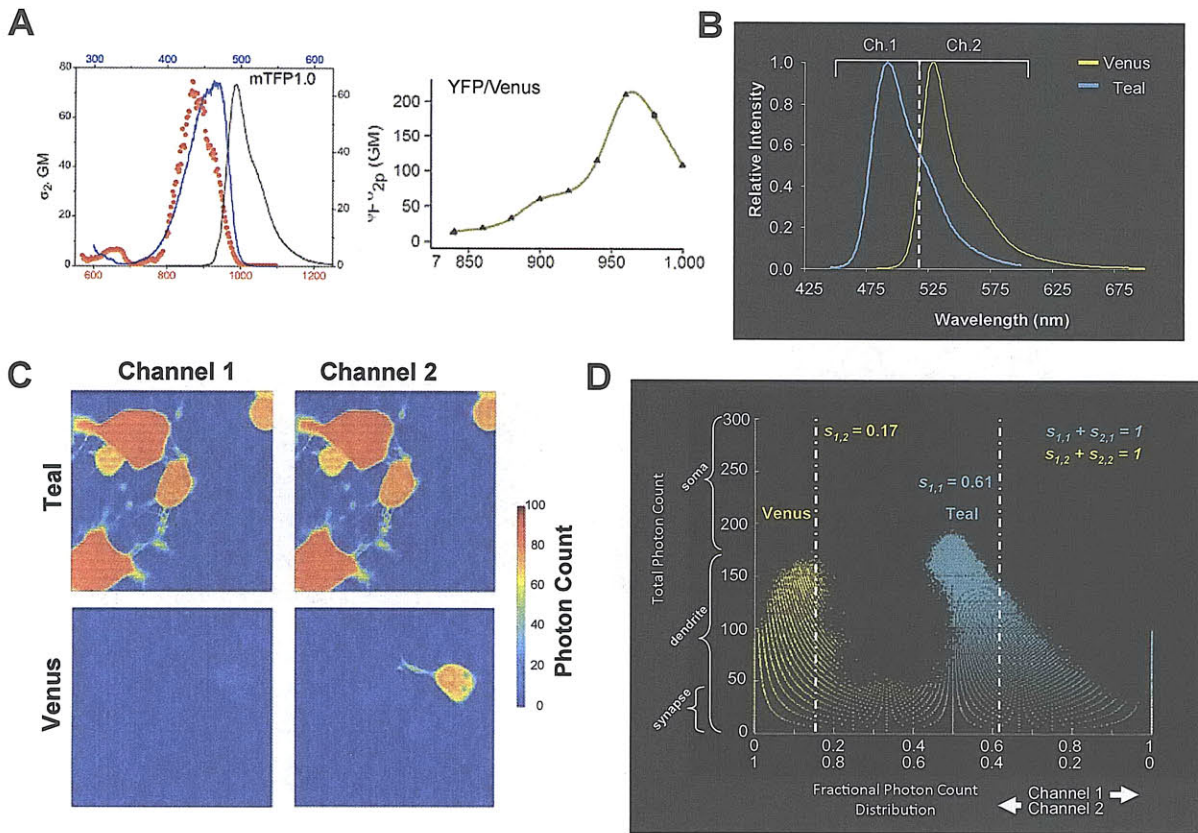 A
300 400 500 600
80
60
40
20
0
σ2, GM
mTFP1.0
60
40
20
0
600 800 1000 1200
YFP/Venus
200
150
100
50
0
2p (GM)
7 850 900 950 1,000
B
Ch.1 Ch.2
Venus
Teal
Relative Intensity
1.0
0.8
0.6
0.4
0.2
0.0
425 475 525 575 625 675
Wavelength (nm)
C
Channel 1 Channel 2
Teal
Venus
100
80
60
40
20
0
Photon Count
D
Total Photon Count
300
250
200
150
100
50
0
soma
dendrite
synapse
s1,2 = 0.17
s1,1 + s2,1 = 1
s1,2 + s2,2 = 1
s1,1 = 0.61
Venus Teal
0 0.2 0.4 0.6 0.8 1
1 0.8 0.6 0.4 0.2 0
Fractional Photon Count
Distribution
Channel 1
Channel 2